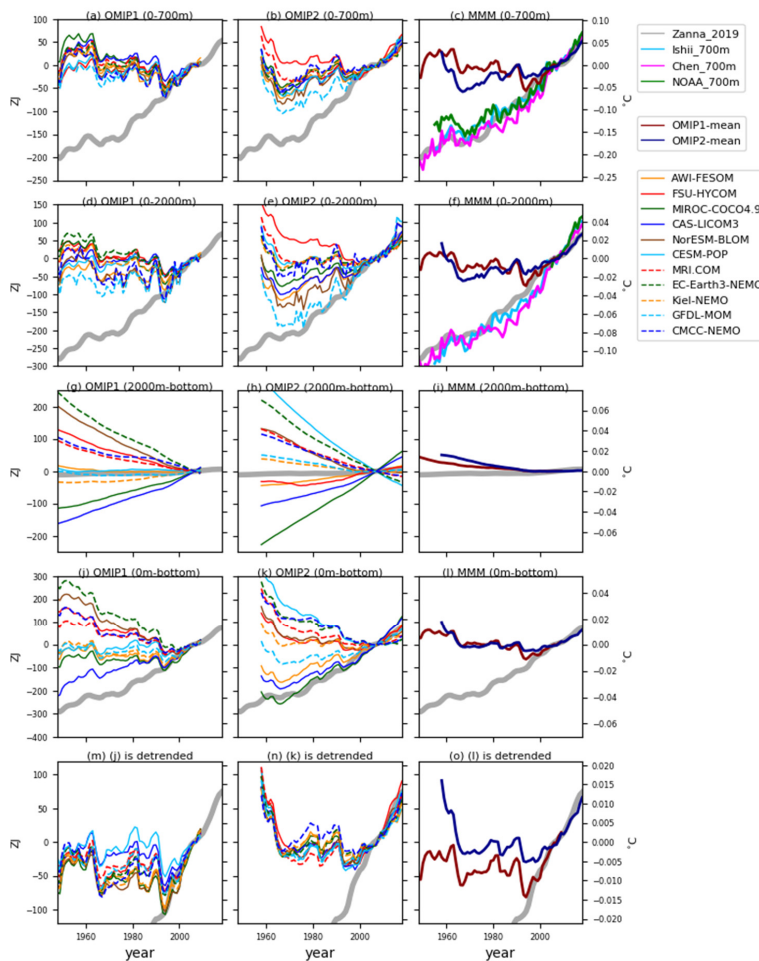 (a) OMIP1 (0-700m)
(b) OMIP2 (0-700m)
(c) MMM (0-700m)
100
50
0
−50
−100
−150
−200
−250
ZJ
0.10
0.05
0.00
−0.05
−0.10
−0.15
−0.20
−0.25
°C
Zanna_2019
Ishii_700m
Chen_700m
NOAA_700m
OMIP1-mean
OMIP2-mean
AWI-FESOM
FSU-HYCOM
MIROC-COCO4.9
CAS-LICOM3
NorESM-BLOM
CESM-POP
MRI.COM
EC-Earth3-NEMO
Kiel-NEMO
GFDL-MOM
CMCC-NEMO
(d) OMIP1 (0-2000m)
(e) OMIP2 (0-2000m)
(f) MMM (0-2000m)
150
100
50
0
−50
−100
−150
−200
−250
−300
ZJ
0.04
0.02
0.00
−0.02
−0.04
−0.06
−0.08
−0.10
°C
(g) OMIP1 (2000m-bottom)
(h) OMIP2 (2000m-bottom)
(i) MMM (2000m-bottom)
200
100
0
−100
−200
ZJ
0.06
0.04
0.02
0.00
−0.02
−0.04
−0.06
°C
(j) OMIP1 (0m-bottom)
(k) OMIP2 (0m-bottom)
(l) MMM (0m-bottom)
300
200
100
0
−100
−200
−300
−400
ZJ
0.04
0.02
0.00
−0.02
−0.04
−0.06
°C
(m) (j) is detrended
(n) (k) is detrended
(o) (l) is detrended
100
50
0
−50
−100
ZJ
0.020
0.015
0.010
0.005
0.000
−0.005
−0.010
−0.015
−0.020
°C
1960 1980 2000
1960 1980 2000
1960 1980 2000
year
year
year